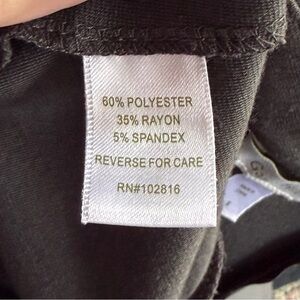 60% POLYESTER
35% RAYON
5% SPANDEX
REVERSE FOR CARE
RN#102816